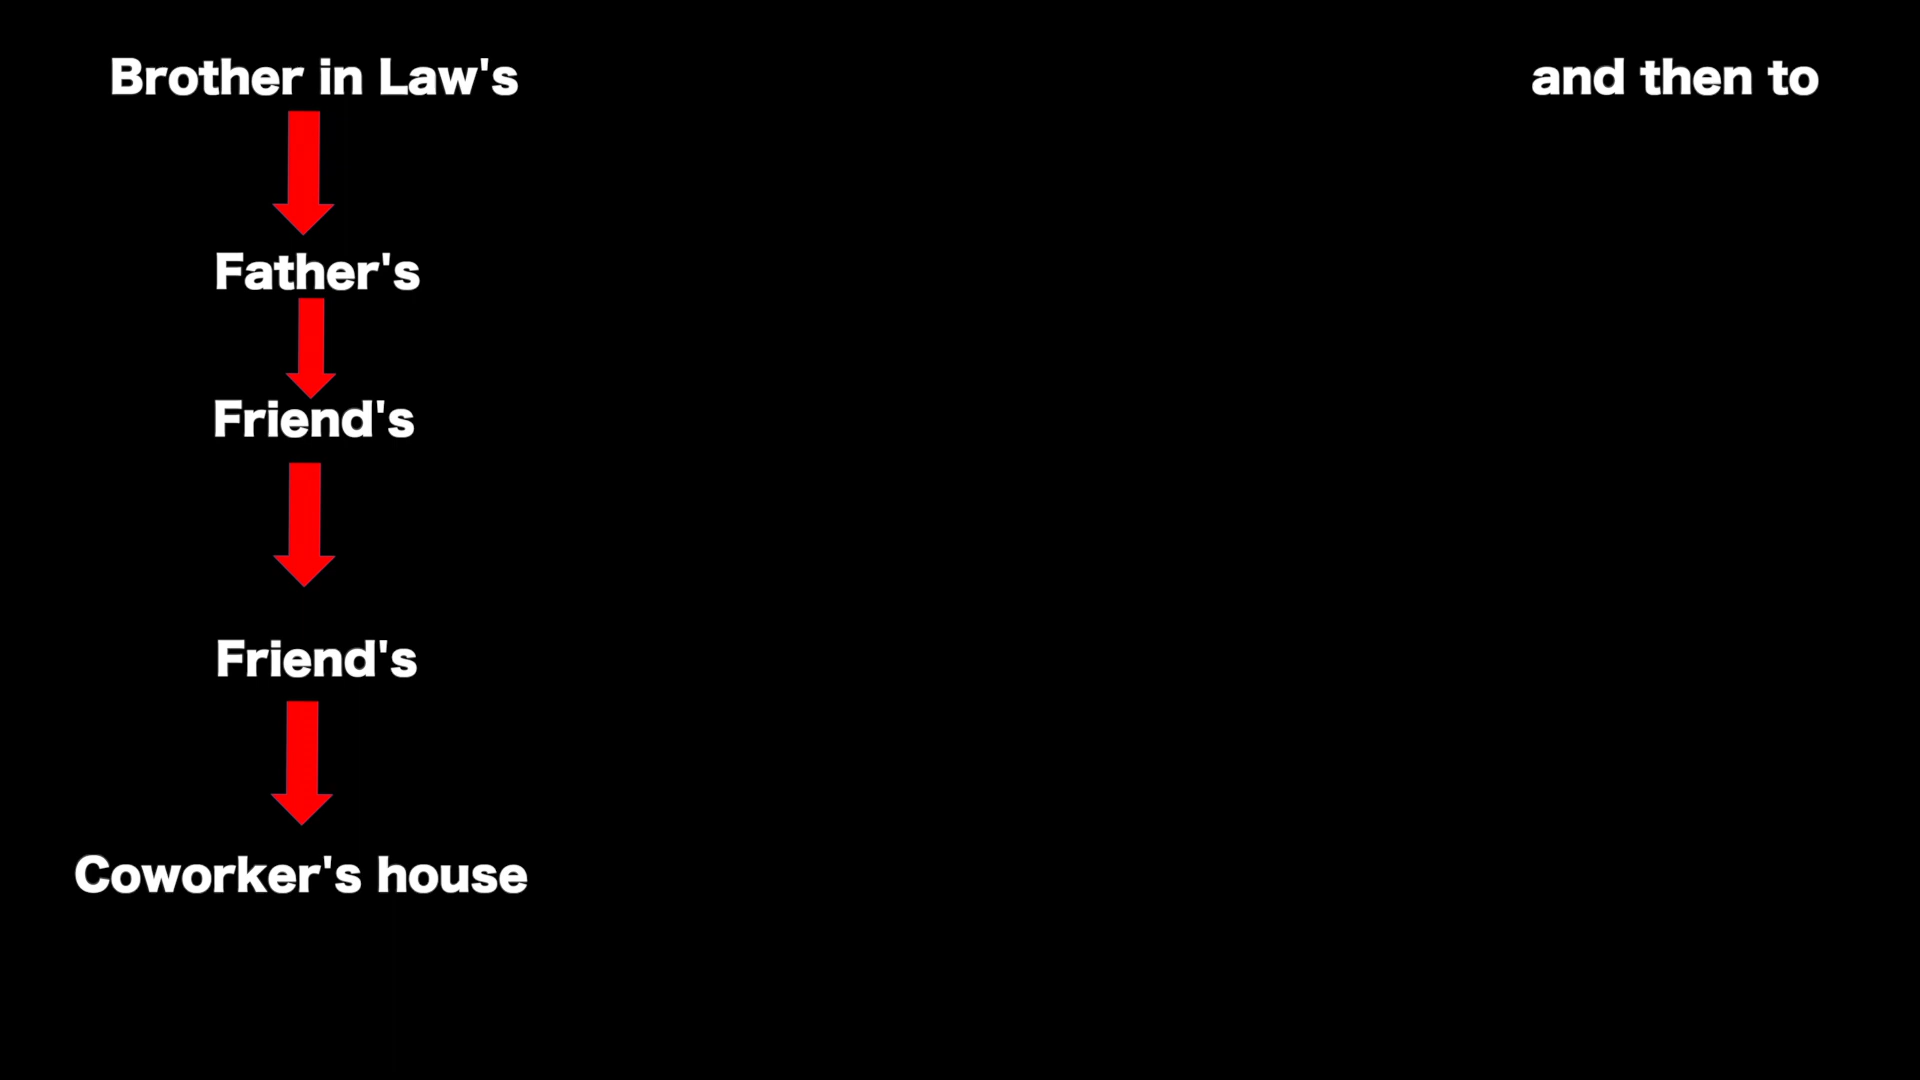 Brother in Law's
and then to
Father's
Friend's
Friend's
Coworker's house